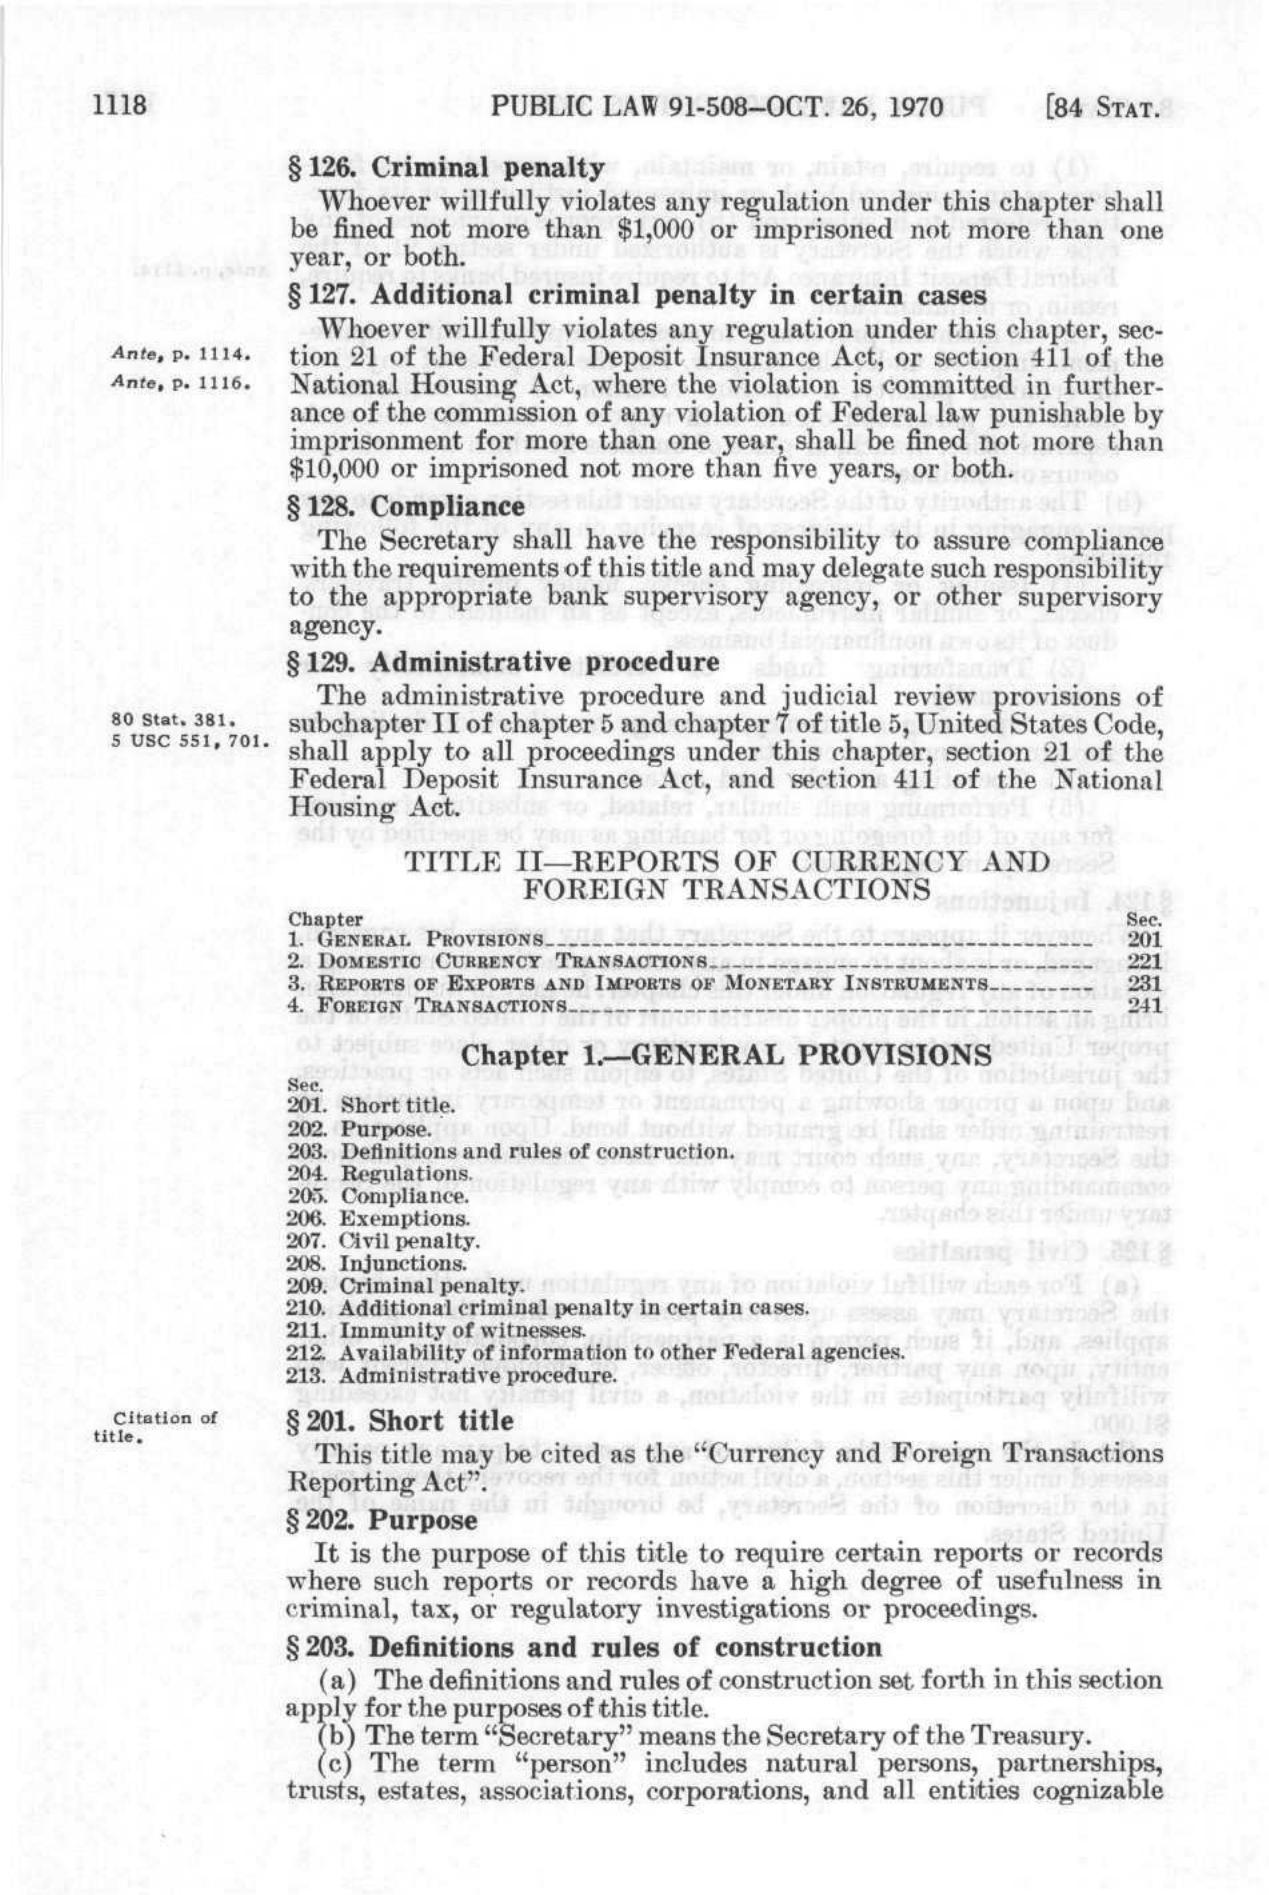 1118 PUBLIC LAW 91-508–OCT. 26, 1970 [84 STAT.
§ 126. Criminal penalty
Whoever willfully violates any regulation under this chapter shall
be fined not more than $1,000 or imprisoned not more than one
year, or both.
§ 127. Additional criminal penalty in certain cases
Whoever willfully violates any regulation under this chapter, sec-
Ante, p. 1114. tion 21 of the Federal Deposit Insurance Act, or section 411 of the
Ante, p. 1116. National Housing Act, where the violation is committed in further-
ance of the commission of any violation of Federal law punishable by
imprisonment for more than one year, shall be fined not more than
$10,000 or imprisoned not more than five years, or both.
§ 128. Compliance
The Secretary shall have the responsibility to assure compliance
with the requirements of this title and may delegate such responsibility
to the appropriate bank supervisory agency, or other supervisory
agency.
§ 129. Administrative procedure
The administrative procedure and judicial review provisions of
80 Stat. 381. subchapter II of chapter 5 and chapter 7 of title 5, United States Code,
5 USC 551, 701. shall apply to all proceedings under this chapter, section 21 of the
Federal Deposit Insurance Act, and section 411 of the National
Housing Act.
TITLE II—REPORTS OF CURRENCY AND
FOREIGN TRANSACTIONS
Chapter Sec.
1. GENERAL PROVISIONS 201
2. DOMESTIC CURRENCY TRANSACTIONS 221
3. REPORTS OF EXPORTS AND IMPORTS OF MONETARY INSTRUMENTS 231
4. FOREIGN TRANSACTIONS 241
Chapter 1.—GENERAL PROVISIONS
Sec.
201. Short title.
202. Purpose.
203. Definitions and rules of construction.
204. Regulations.
205. Compliance.
206. Exemptions.
207. Civil penalty.
208. Injunctions.
209. Criminal penalty.
210. Additional criminal penalty in certain cases.
211. Immunity of witnesses.
212. Availability of information to other Federal agencies.
213. Administrative procedure.
Citation of
title.
§ 201. Short title
This title may be cited as the “Currency and Foreign Transactions
Reporting Act”.
§ 202. Purpose
It is the purpose of this title to require certain reports or records
where such reports or records have a high degree of usefulness in
criminal, tax, or regulatory investigations or proceedings.
§ 203. Definitions and rules of construction
(a) The definitions and rules of construction set forth in this section
apply for the purposes of this title.
(b) The term “Secretary” means the Secretary of the Treasury.
(c) The term “person” includes natural persons, partnerships,
trusts, estates, associations, corporations, and all entities cognizable